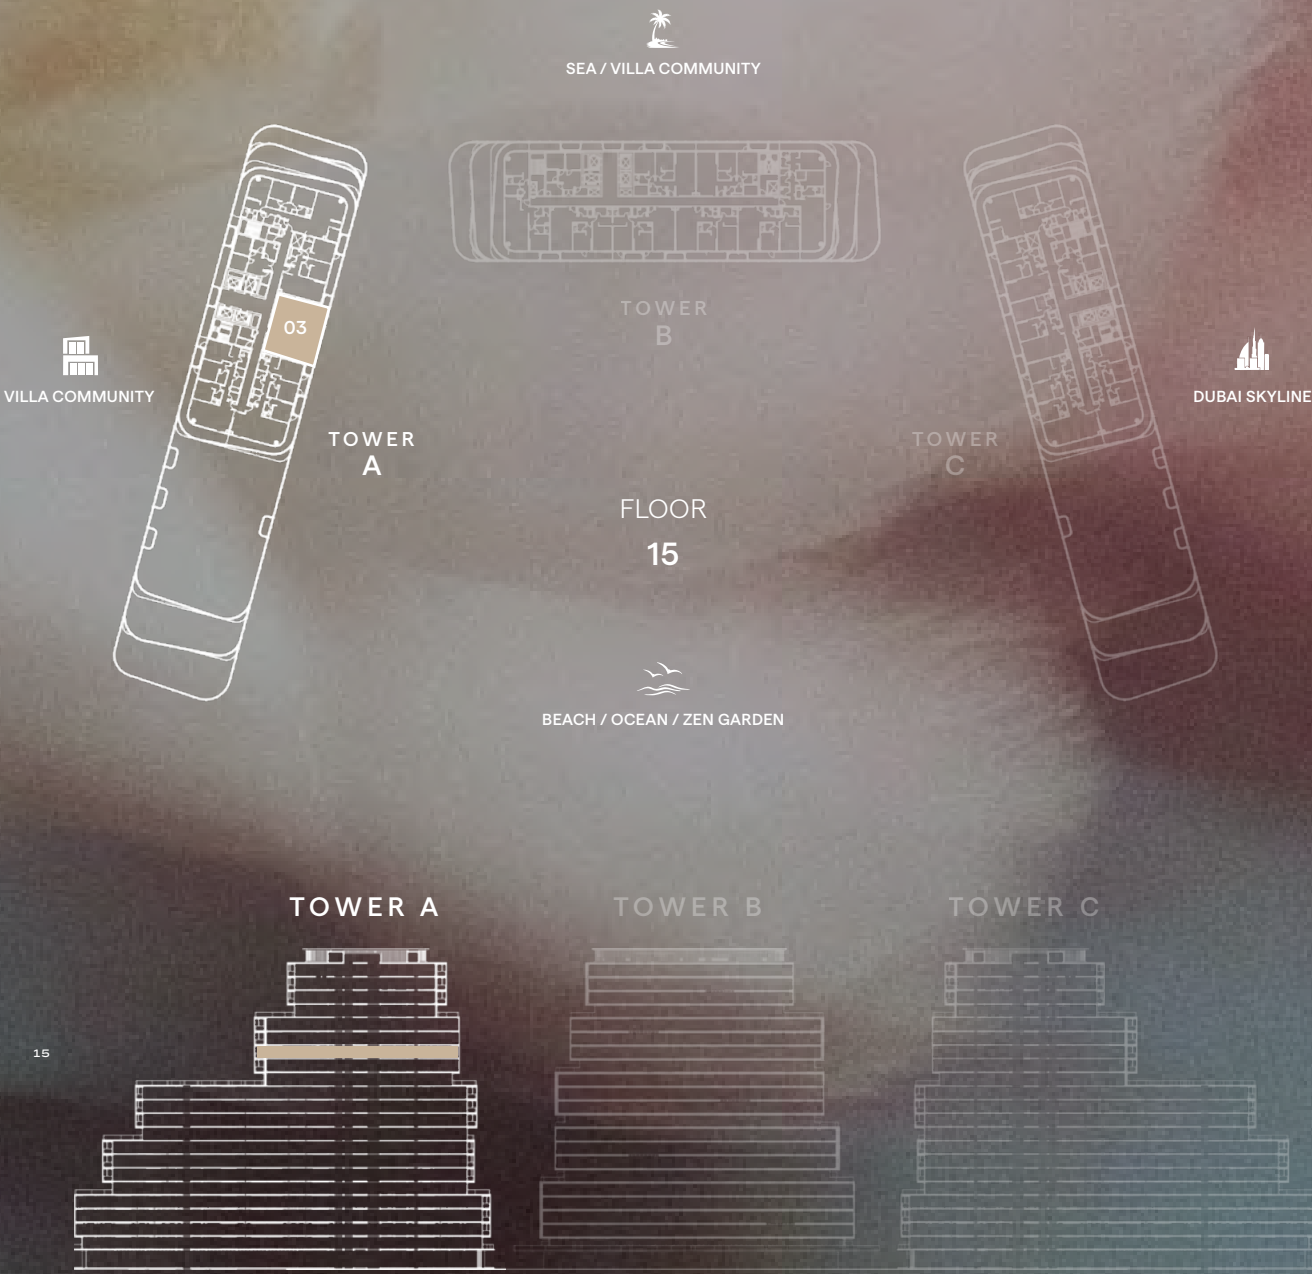 SEA / VILLA COMMUNITY
03
TOWER
B
VILLA COMMUNITY
DUBAI SKYLINE
TOWER
A
TOWER
C
FLOOR
15
BEACH / OCEAN / ZEN GARDEN
TOWER A
TOWER B
TOWER C
15